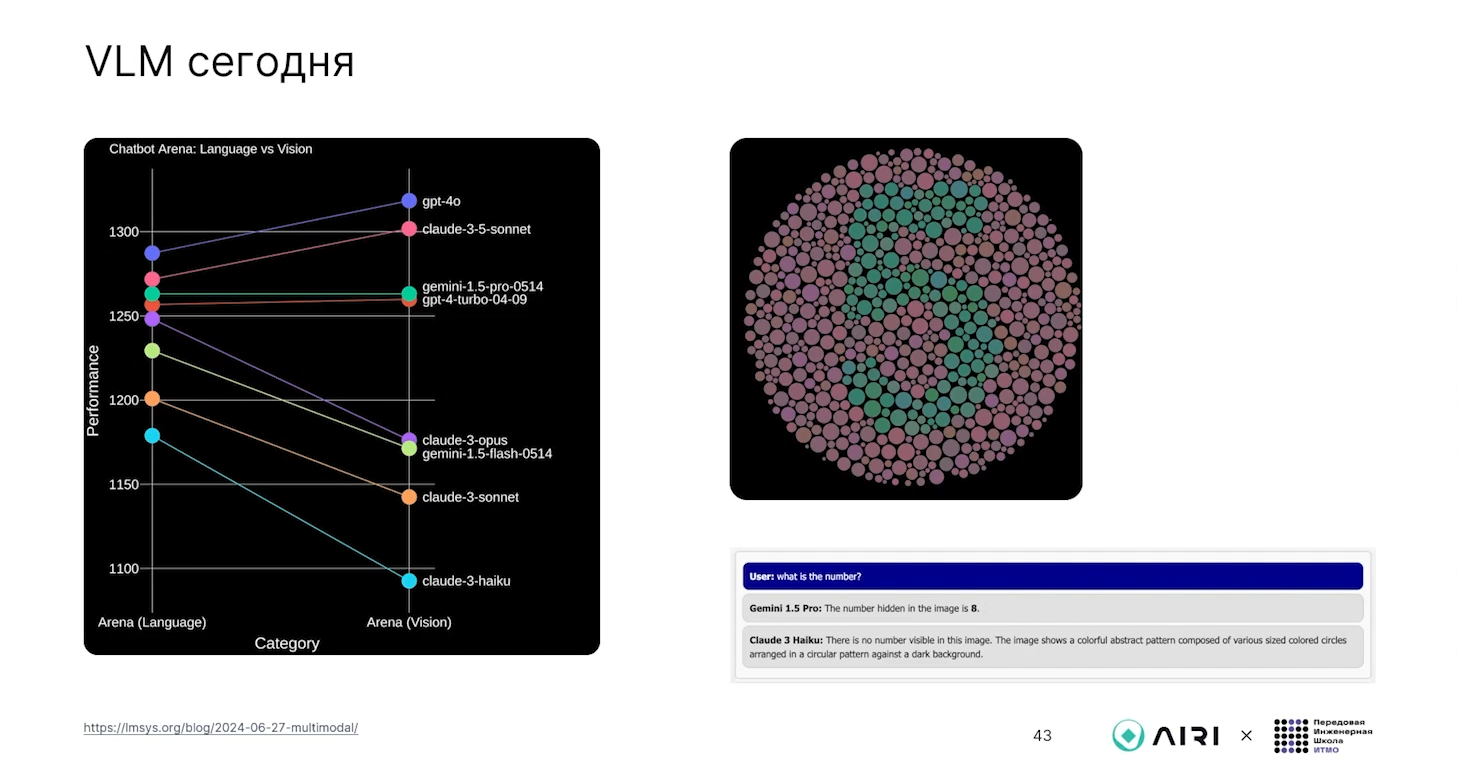 VLM сегодня
Chatbot Arena: Language vs Vision
1300
1250
1200
1150
1100
Performance
gpt-4o
claude-3-5-sonnet
gemini-1.5-pro-0514
gpt-4-turbo-04-09
claude-3-opus
gemini-1.5-flash-0514
claude-3-sonnet
claude-3-haiku
Arena (Language)
Arena (Vision)
Category
5
User: what is the number?
Gemini 1.5 Pro: The number hidden in the image is 8.
Claude 3 Haiku: There is no number visible in this image. The image shows a colorful abstract pattern composed of various sized colored circles
arranged in a circular pattern against a dark background.
https://lmsys.org/blog/2024-06-27-multimodal/
43
AIRI
×
Передовая
Инженерная
Школа
ИТМО